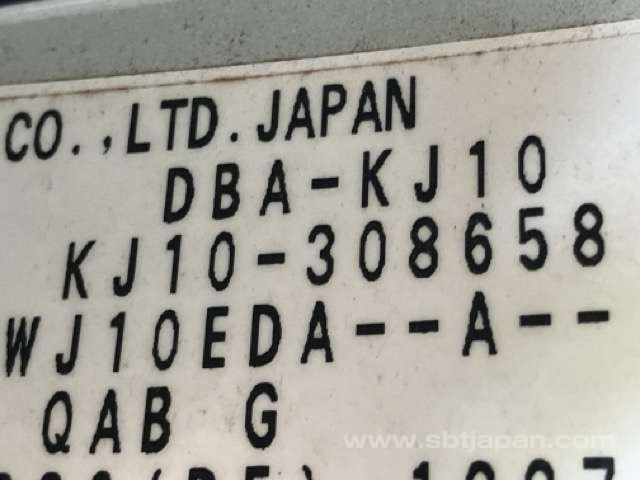 CO.,LTD.JAPAN
DBA-KJ10
KJ10-308658
WJ10EDA--A--
QAB G
www.sbtjapan.com